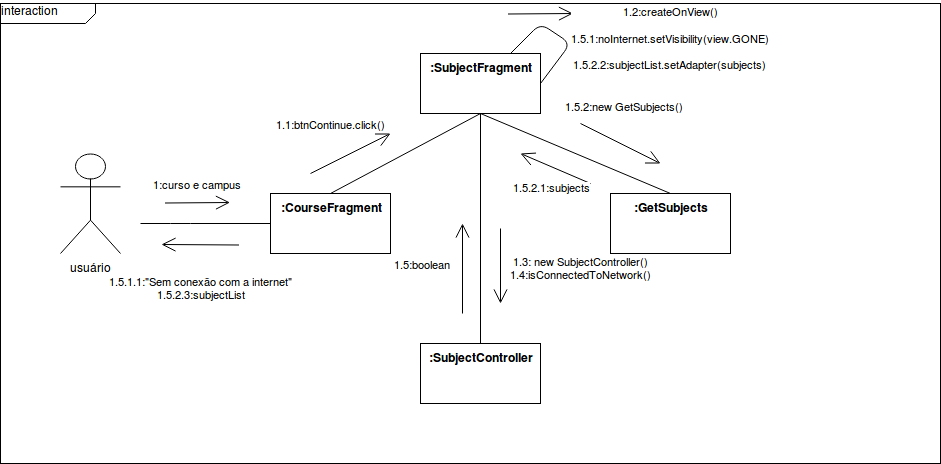 interaction
1.2:createOnView()
1.5.1:noInternet.setVisibility(view.GONE)
:SubjectFragment
1.5.2.2:subjectList.setAdapter(subjects)
1.5.2:new GetSubjects()
1.1:btnContinue.click()
1:curso e campus
1.5.2.1:subjects
:CourseFragment
:GetSubjects
usuário
1.5:boolean
1.3: new SubjectController()
1.4:isConnectedToNetwork()
1.5.1.1:"Sem conexão com a internet"
1.5.2.3:subjectList
:SubjectController